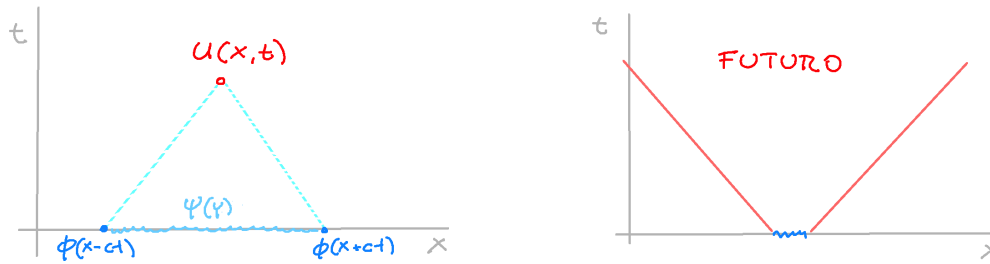 t
U(x,t)
ψ(y)
φ(x-ct)
φ(x+ct)
x
t
FUTURO
x